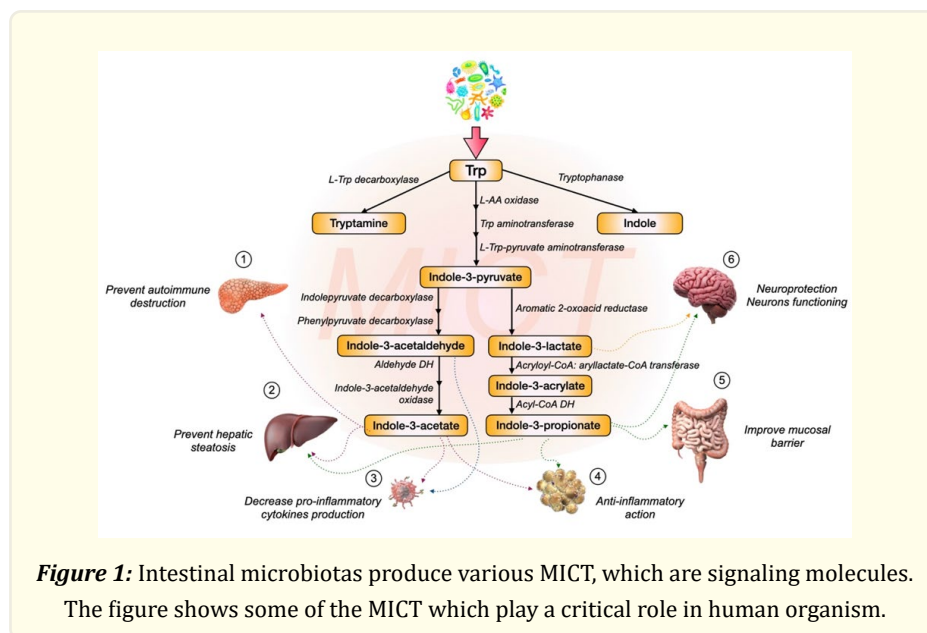 Trp
L-Trp decarboxylase
Tryptophanase
L-AA oxidase
Tryptamine
Trp aminotransferase
Indole
L-Trp-pyruvate aminotransferase
MICT
Indole-3-pyruvate
1
Prevent autoimmune
destruction
6
Neuroprotection
Neurons functioning
Indolepyruvate decarboxylase
Phenylpyruvate decarboxylase
Aromatic 2-oxoacid reductase
Indole-3-acetaldehyde
Indole-3-lactate
Aldehyde DH
Indole-3-acetaldehyde
oxidase
Acryloyl-CoA: aryllactate-CoA transferase
Indole-3-acrylate
Acyl-CoA DH
Indole-3-acetate
Indole-3-propionate
2
Prevent hepatic
steatosis
5
Improve mucosal
barrier
3
Decrease pro-inflammatory
cytokines production
4
Anti-inflammatory
action
Figure 1: Intestinal microbiotas produce various MICT, which are signaling molecules.
The figure shows some of the MICT which play a critical role in human organism.